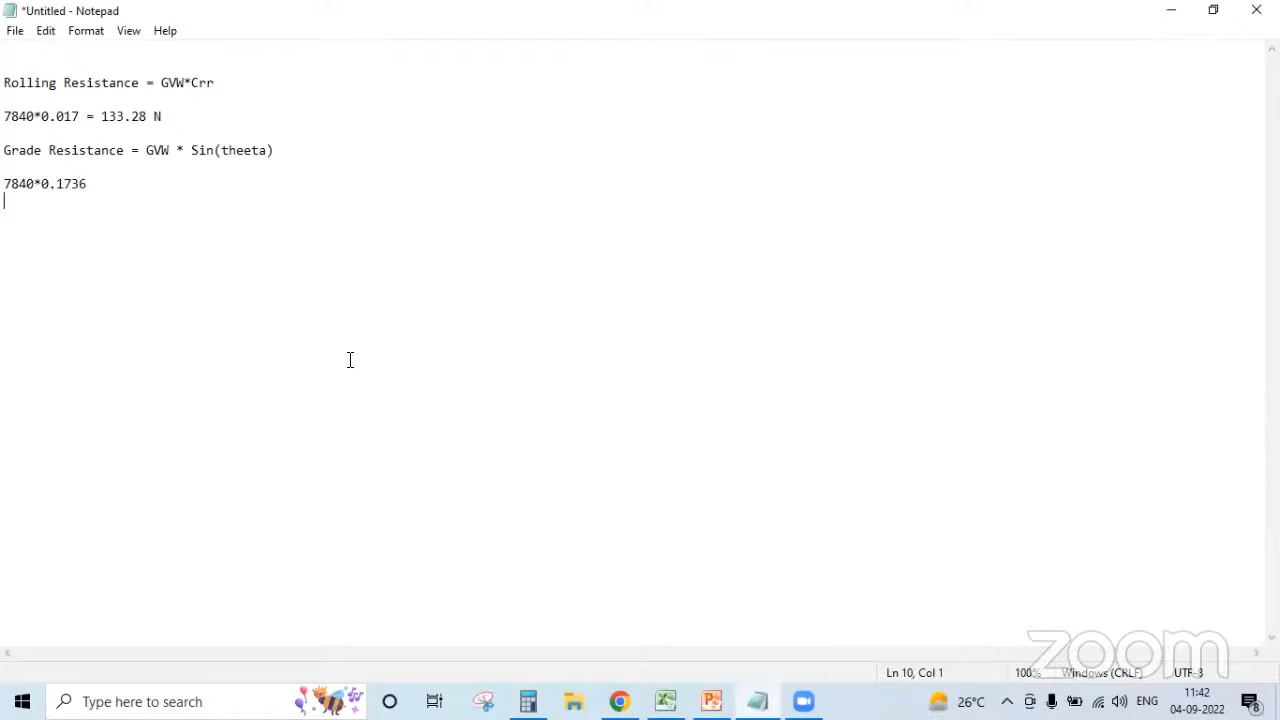 *Untitled - Notepad
File Edit Format View Help
Rolling Resistance = GVW*Crr
7840*0.017 = 133.28 N
Grade Resistance = GVW * Sin(theeta)
7840*0.1736
zoom
Ln 10, Col 1 100% Windows (CRLF) UTF-8
Type here to search 26°C ENG 11:42
04-09-2022 8